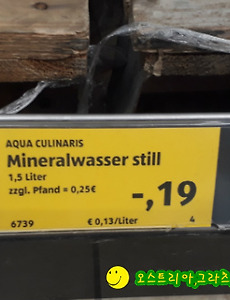 AQUA CULINARIS
Mineralwasser still
1,5 Liter
zzgl. Pfand = 0,25€
-,19
6739 € 0,13/Liter 4
오스트리아,그라츠